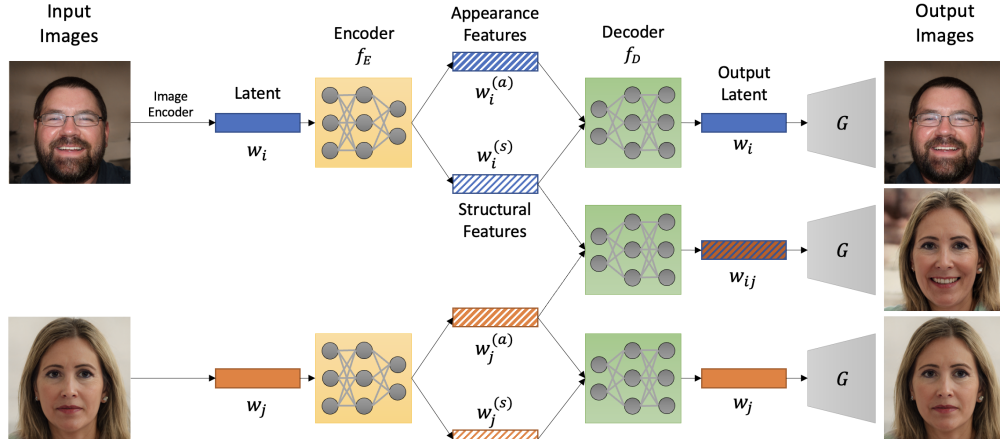 Input
Images
Image
Encoder
Latent
w_i
Encoder
f_E
Appearance
Features
w_i^(a)
w_i^(s)
Structural
Features
Decoder
f_D
Output
Latent
w_i
G
Output
Images
w_ij
G
w_j
w_j^(a)
w_j^(s)
w_j
G